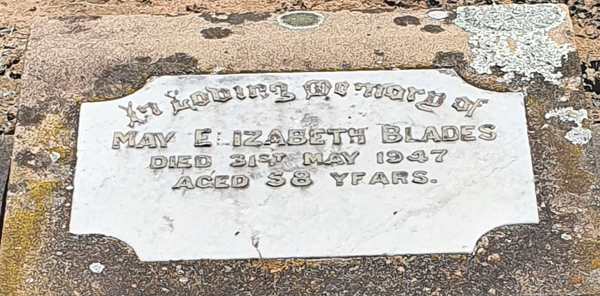 In Loving Memory of
MAY ELIZABETH BLADES
DIED 31ST MAY 1947
AGED 58 YEARS.